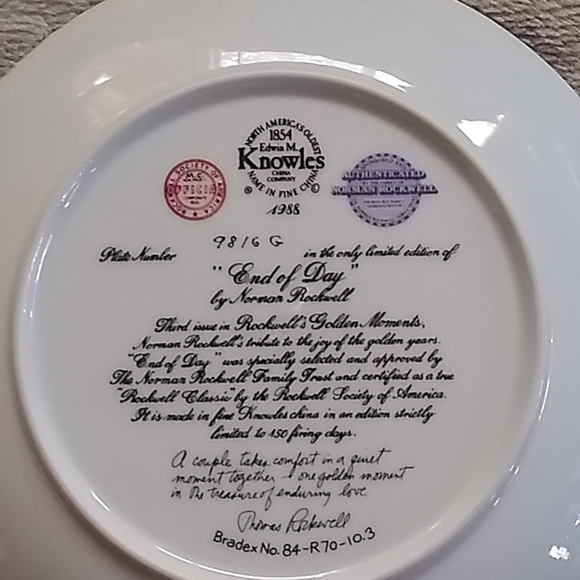 NORTH AMERICA'S OLDEST
1854
Edwin M.
Knowles
CHINA
COMPANY
® NAME IN FINE CHINA ©
1988
ROCKWELL SOCIETY OF AMERICA
OFFICIAL
AUTHENTICATED
NORMAN ROCKWELL
Plate Number 9816 G in the only limited edition of
"End of Day"
by Norman Rockwell
Third issue in Rockwell's Golden Moments,
Norman Rockwell's tribute to the joy of the golden years.
"End of Day" was specially selected and approved by
The Norman Rockwell Family Trust and certified as a true
"Rockwell Classic" by the Rockwell Society of America.
It is made in fine Knowles china in an edition strictly
limited to 150 firing days.
A couple takes comfort in a quiet
moment together - one golden moment
in the treasure of enduring love.
Thomas Rockwell
Bradex No. 84-R70-10.3